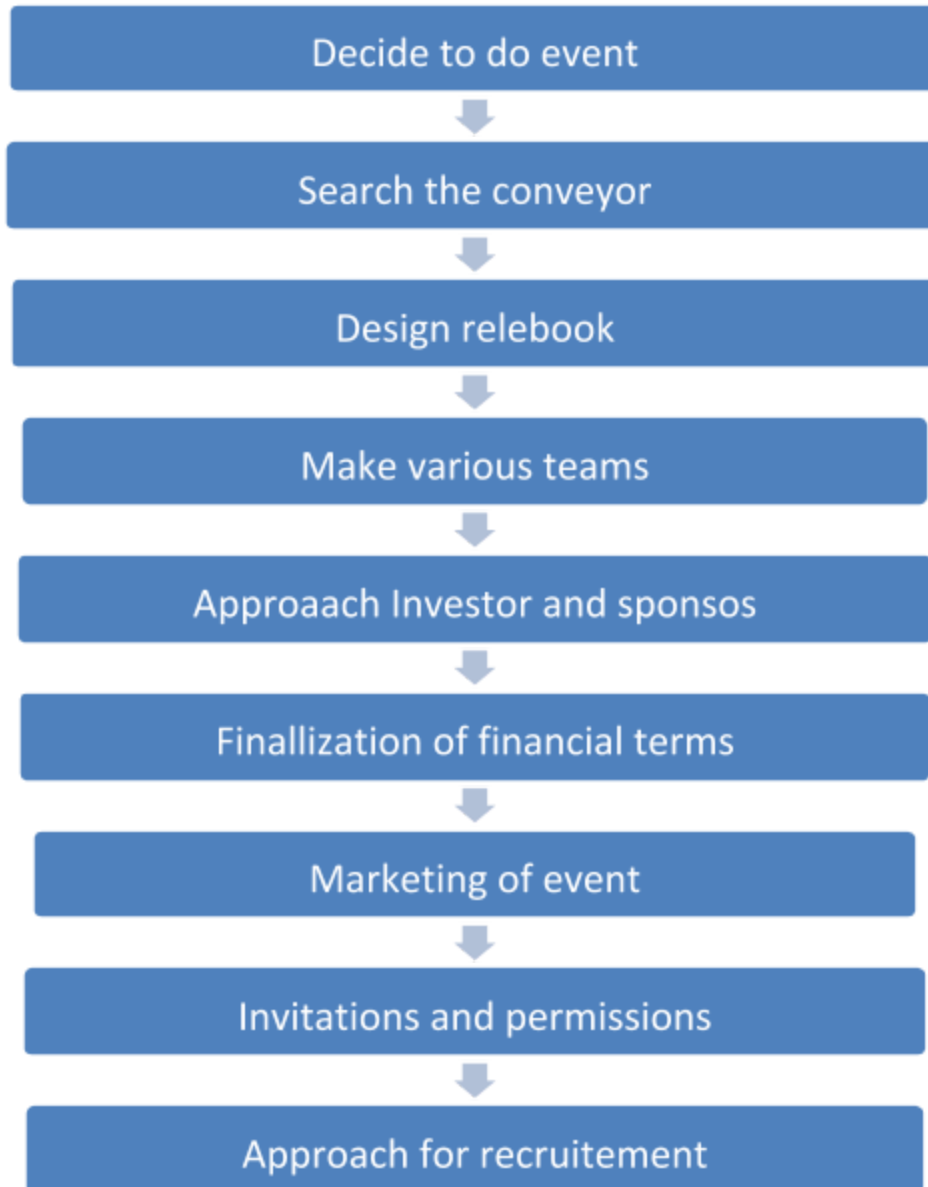 Decide to do event
Search the conveyor
Design relebook
Make various teams
Approaach Investor and sponsos
Finallization of financial terms
Marketing of event
Invitations and permissions
Approach for recruitement